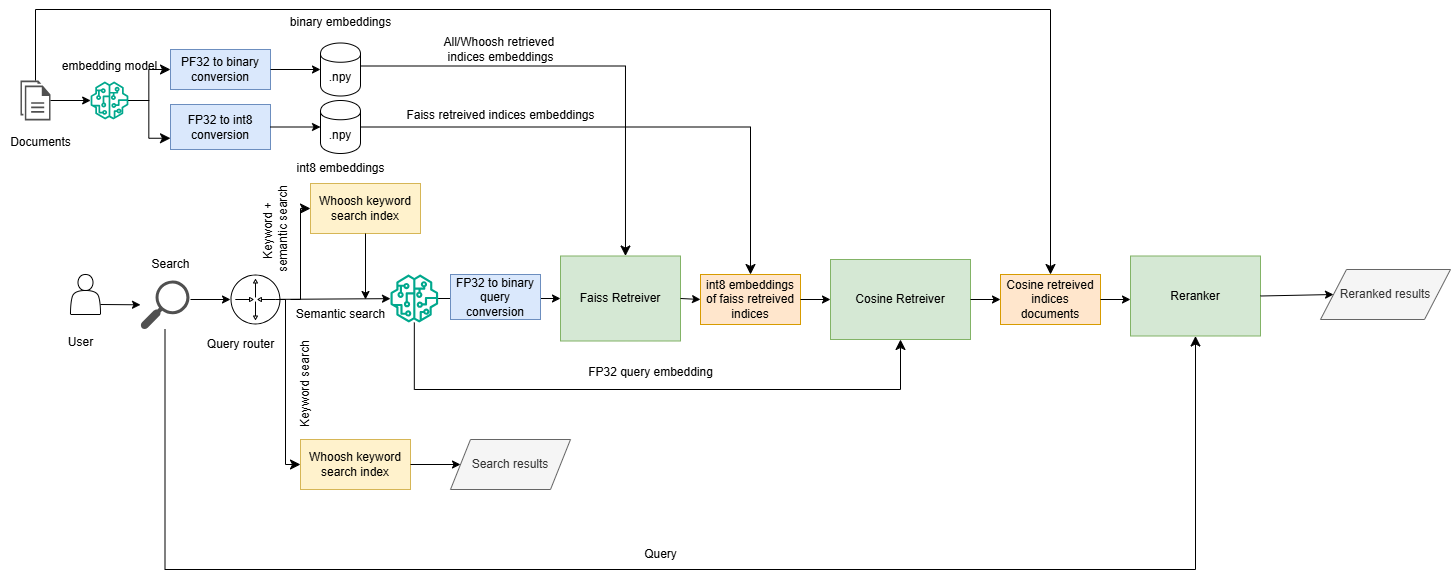 binary embeddings
All/Whoosh retrieved
indices embeddings
embedding model
PF32 to binary
conversion
.npy
Faiss retreived indices embeddings
FP32 to int8
conversion
.npy
Documents
int8 embeddings
Keyword +
semantic search
Whoosh keyword
search index
Search
User
Query router
Semantic search
FP32 to binary
query
conversion
Faiss Retreiver
int8 embeddings
of faiss retreived
indices
Cosine Retreiver
Cosine retreived
indices
documents
Reranker
Reranked results
FP32 query embedding
Keyword search
Whoosh keyword
search index
Search results
Query